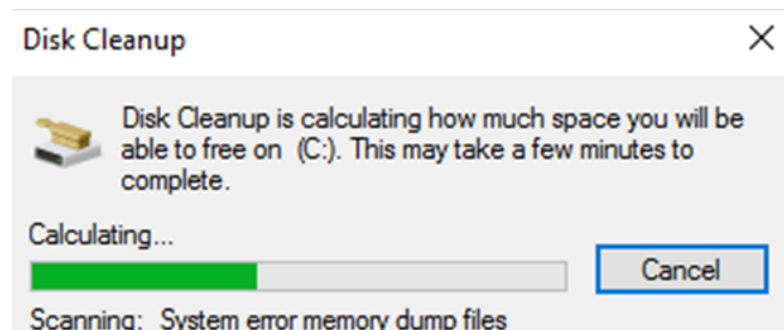 Disk Cleanup
Disk Cleanup is calculating how much space you will be
able to free on  (C:). This may take a few minutes to
complete.
Calculating...
Cancel
Scanning:  System error memory dump files